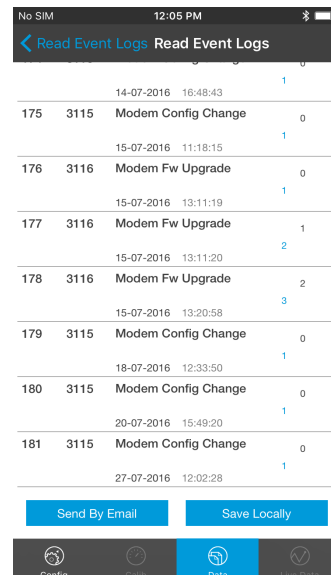 No SIM 12:05 PM
Read Event Logs Read Event Logs
0
1
14-07-2016 16:48:43
175 3115 Modem Config Change 0
1
15-07-2016 11:18:15
176 3116 Modem Fw Upgrade 0
1
15-07-2016 13:11:19
177 3116 Modem Fw Upgrade 1
2
15-07-2016 13:11:20
178 3116 Modem Fw Upgrade 2
3
15-07-2016 13:20:58
179 3115 Modem Config Change 0
1
18-07-2016 12:33:50
180 3115 Modem Config Change 0
1
20-07-2016 15:49:20
181 3115 Modem Config Change 0
1
27-07-2016 12:02:28
Send By Email Save Locally
Config Calib Data Live Data